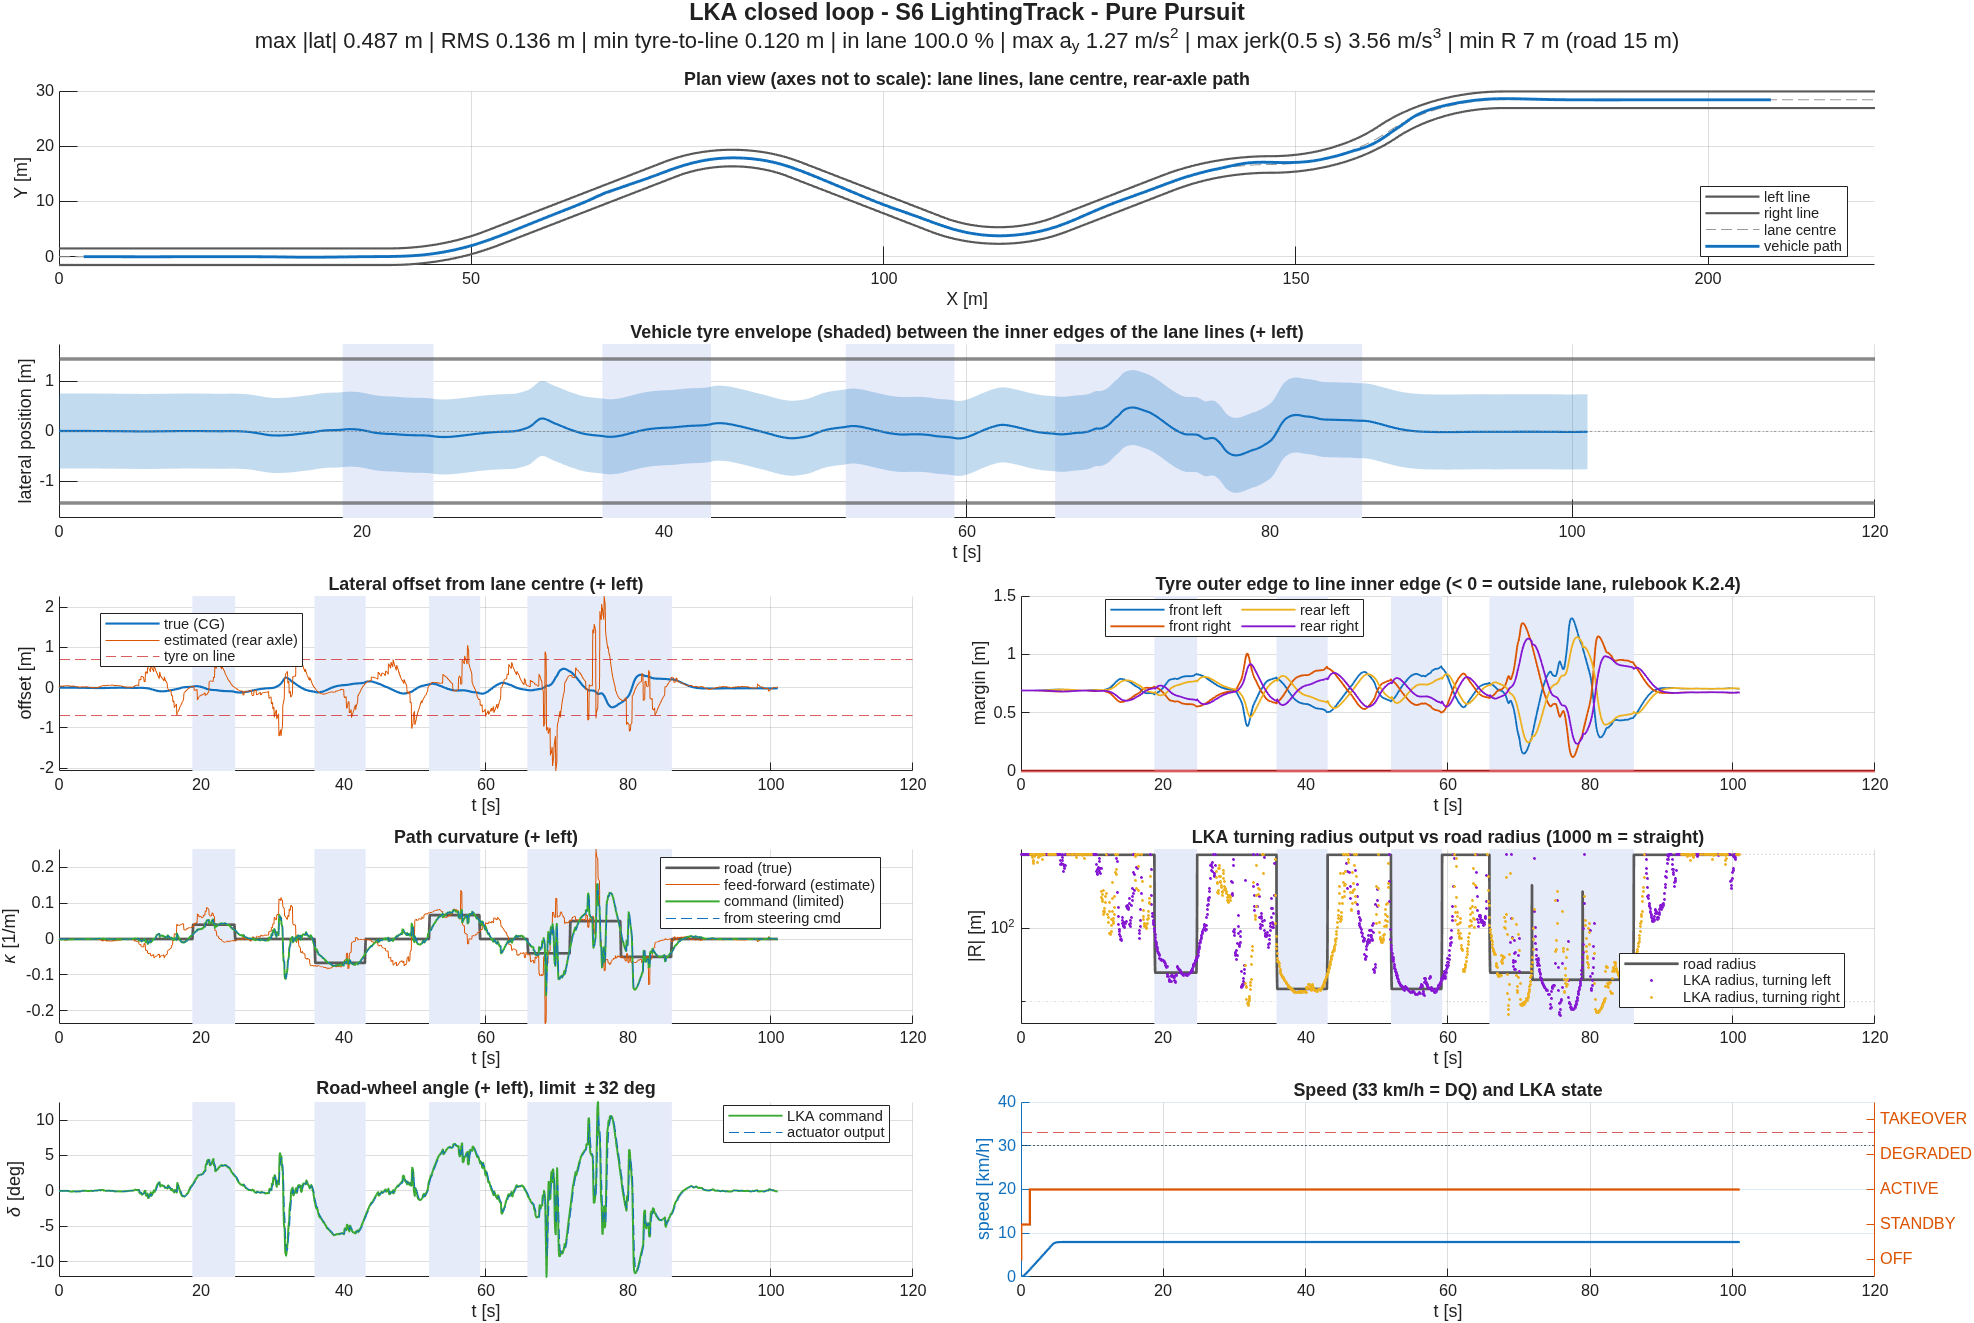 LKA closed loop - S6 LightingTrack - Pure Pursuit
max |lat| 0.487 m | RMS 0.136 m | min tyre-to-line 0.120 m | in lane 100.0 % | max ay 1.27 m/s2 | max jerk(0.5 s) 3.56 m/s3 | min R 7 m (road 15 m)
Plan view (axes not to scale): lane lines, lane centre, rear-axle path
30
20
10
0
Y [m]
left line
right line
lane centre
vehicle path
0 50 100 150 200
X [m]
Vehicle tyre envelope (shaded) between the inner edges of the lane lines (+ left)
1
0
-1
lateral position [m]
0 20 40 60 80 100 120
t [s]
Lateral offset from lane centre (+ left)
2
1
0
-1
-2
offset [m]
true (CG)
estimated (rear axle)
tyre on line
0 20 40 60 80 100 120
t [s]
Tyre outer edge to line inner edge (< 0 = outside lane, rulebook K.2.4)
1.5
1
0.5
0
margin [m]
front left
front right
rear left
rear right
0 20 40 60 80 100 120
t [s]
Path curvature (+ left)
0.2
0.1
0
-0.1
-0.2
κ [1/m]
road (true)
feed-forward (estimate)
command (limited)
from steering cmd
0 20 40 60 80 100 120
t [s]
LKA turning radius output vs road radius (1000 m = straight)
102
|R| [m]
road radius
LKA radius, turning left
LKA radius, turning right
0 20 40 60 80 100 120
t [s]
Road-wheel angle (+ left), limit ± 32 deg
10
5
0
-5
-10
δ [deg]
LKA command
actuator output
0 20 40 60 80 100 120
t [s]
Speed (33 km/h = DQ) and LKA state
40
30
20
10
0
speed [km/h]
TAKEOVER
DEGRADED
ACTIVE
STANDBY
OFF
0 20 40 60 80 100 120
t [s]